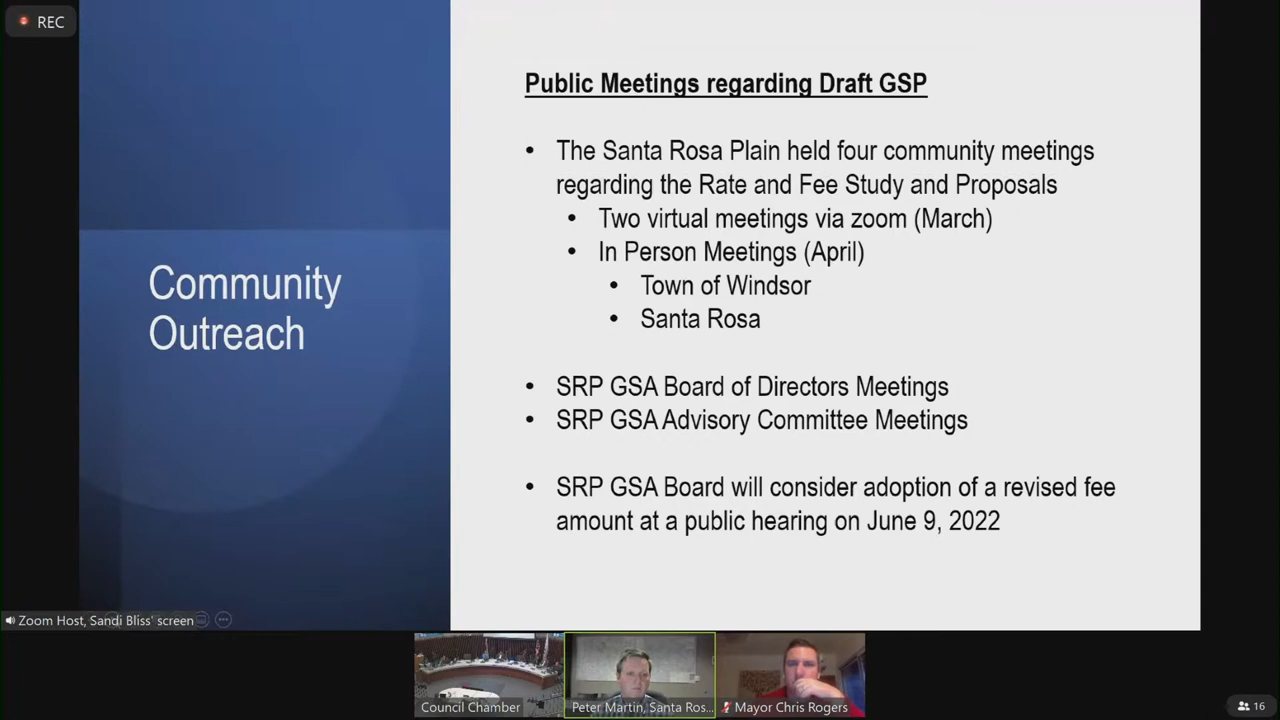 REC
Community
Outreach
Public Meetings regarding Draft GSP
• The Santa Rosa Plain held four community meetings
regarding the Rate and Fee Study and Proposals
• Two virtual meetings via zoom (March)
• In Person Meetings (April)
• Town of Windsor
• Santa Rosa
• SRP GSA Board of Directors Meetings
• SRP GSA Advisory Committee Meetings
• SRP GSA Board will consider adoption of a revised fee
amount at a public hearing on June 9, 2022
Zoom Host, Sandi Bliss' screen
Council Chamber
Peter Martin, Santa Ros...
Mayor Chris Rogers
16